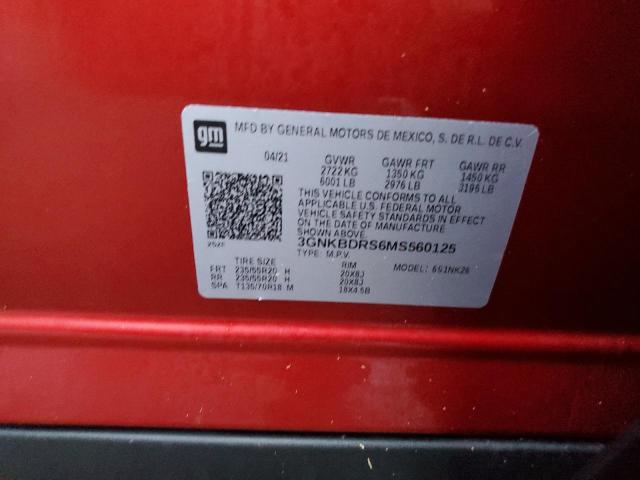 gm
MFD BY GENERAL MOTORS DE MEXICO, S. DE R.L. DE C.V.
04/21 GVWR GAWR FRT GAWR RR
2722 KG 1350 KG 1450 KG
6001 LB 2976 LB 3196 LB
THIS VEHICLE CONFORMS TO ALL
APPLICABLE U.S. FEDERAL MOTOR
VEHICLE SAFETY STANDARDS IN EFFECT
ON THE DATE OF MANUFACTURE
SHOWN ABOVE.
3GNKBDRS6MS560125
TYPE: M.P.V. MODEL: 6S1NK26
TIRE SIZE RIM
FRT 235/55R20 H 20X8J
RR 235/55R20 H 20X8J
SPA T135/70R18 M 18X4.5B